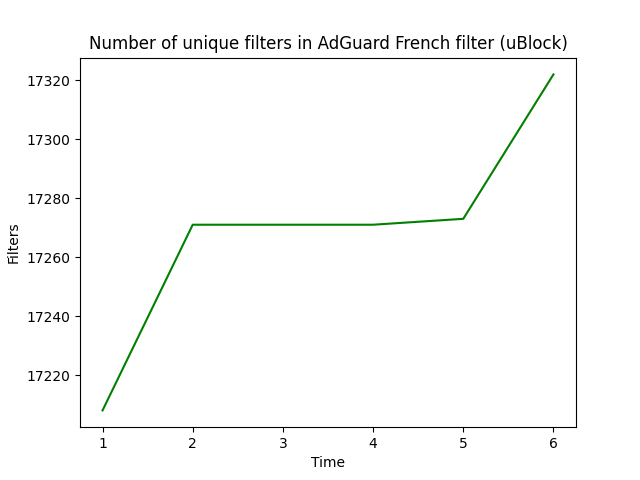 Number of unique filters in AdGuard French filter (uBlock)
17320
17300
17280
17260
17240
17220
Filters
1 2 3 4 5 6
Time